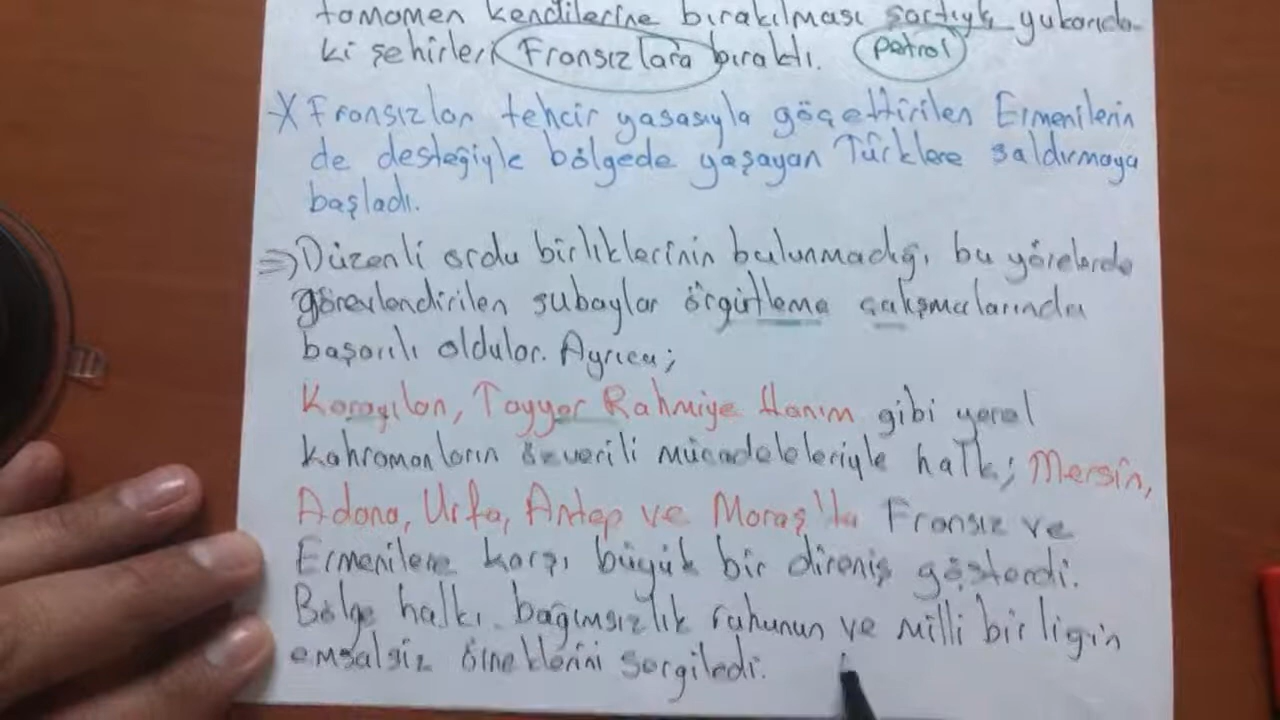 tamamen kendilerine bırakılması şartıyla yukarıda-
ki şehirleri Fransızlara bıraktı. petrol
X Fransızlar tehcir yasasıyla göçettirilen Ermenilerin
de desteğiyle bölgede yaşayan Türklere saldırmaya
başladı.
⇒ Düzenli ordu birliklerinin bulunmadığı bu yörelerde
görevlendirilen subaylar örgütleme çalışmalarında
başarılı oldular. Ayrıca;
Karayılan, Tayyar Rahmiye Hanım gibi yerel
kahramanların özverili mücadeleleriyle halk; Mersin,
Adana, Urfa, Antep ve Maraş'ta Fransız ve
Ermenilere karşı büyük bir direniş gösterdi.
Bölge halkı bağımsızlık ruhunun ve milli birliğin
emsalsiz örneklerini sergiledi.